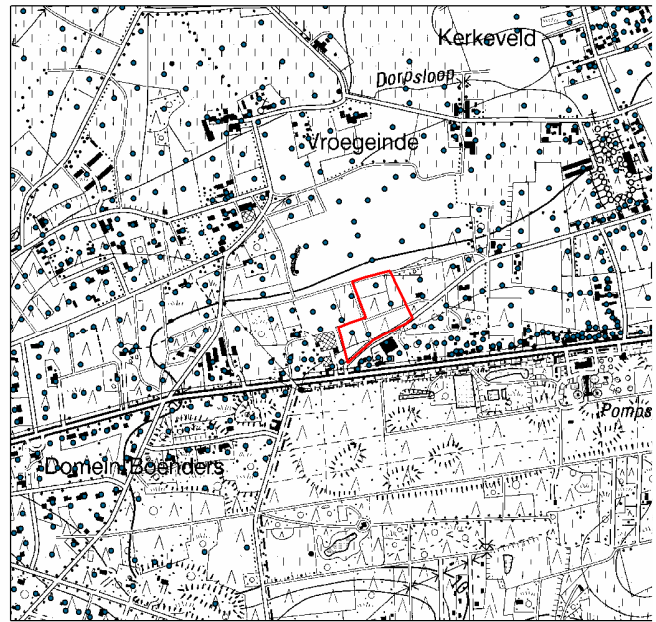 Kerkeveld
Dorpsloop
Vroegeinde
Pomps
Domein Boenders